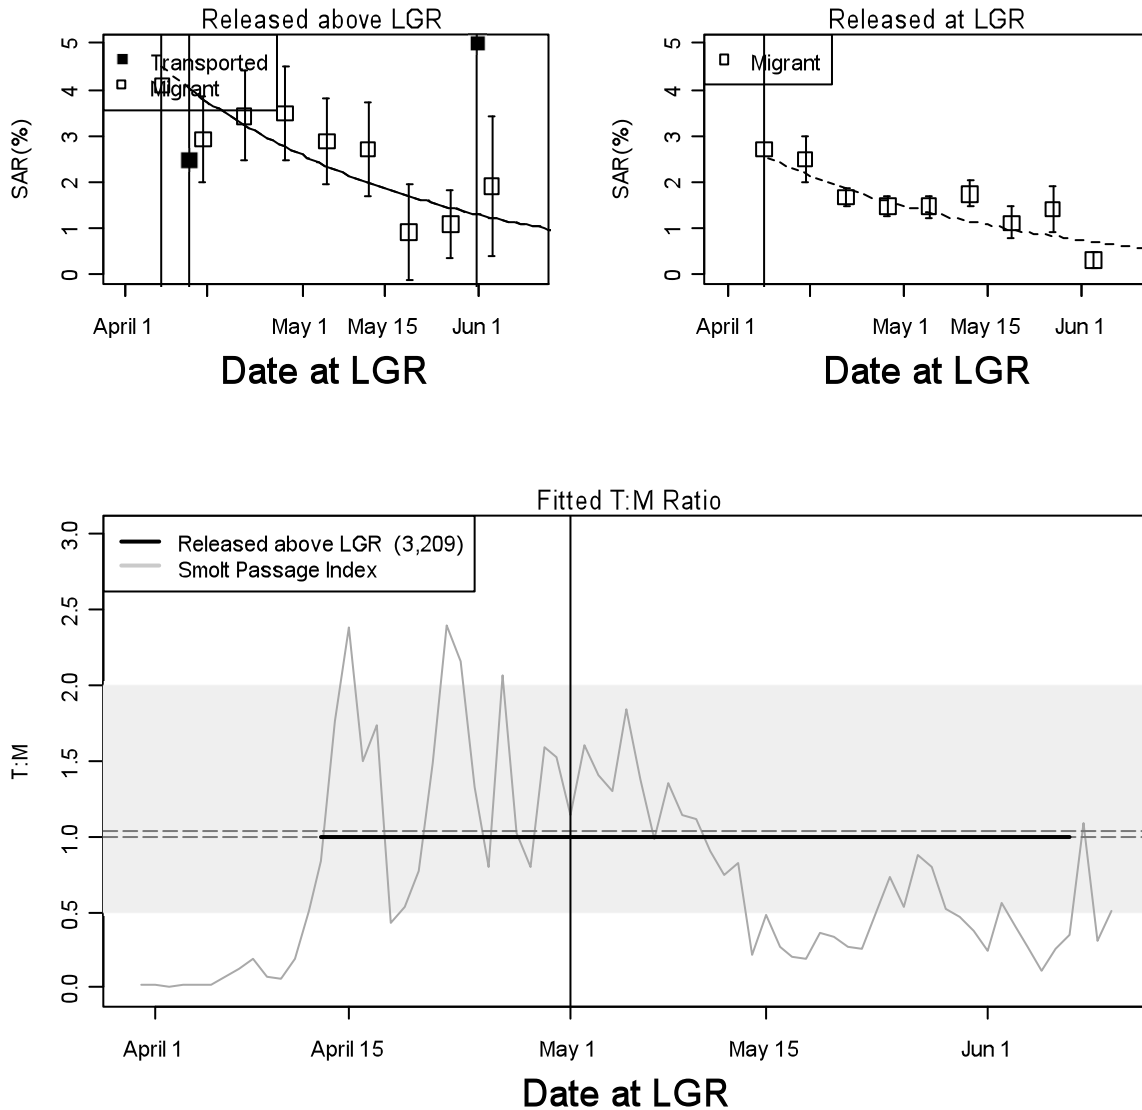 Released above LGR
SAR(%)
5
4
3
2
1
0
Transported
Migrant
April 1
May 1
May 15
Jun 1
Date at LGR
Released at LGR
SAR(%)
5
4
3
2
1
0
Migrant
April 1
May 1
May 15
Jun 1
Date at LGR
Fitted T:M Ratio
T:M
3.0
2.5
2.0
1.5
1.0
0.5
0.0
Released above LGR (3,209)
Smolt Passage Index
April 1
April 15
May 1
May 15
Jun 1
Date at LGR